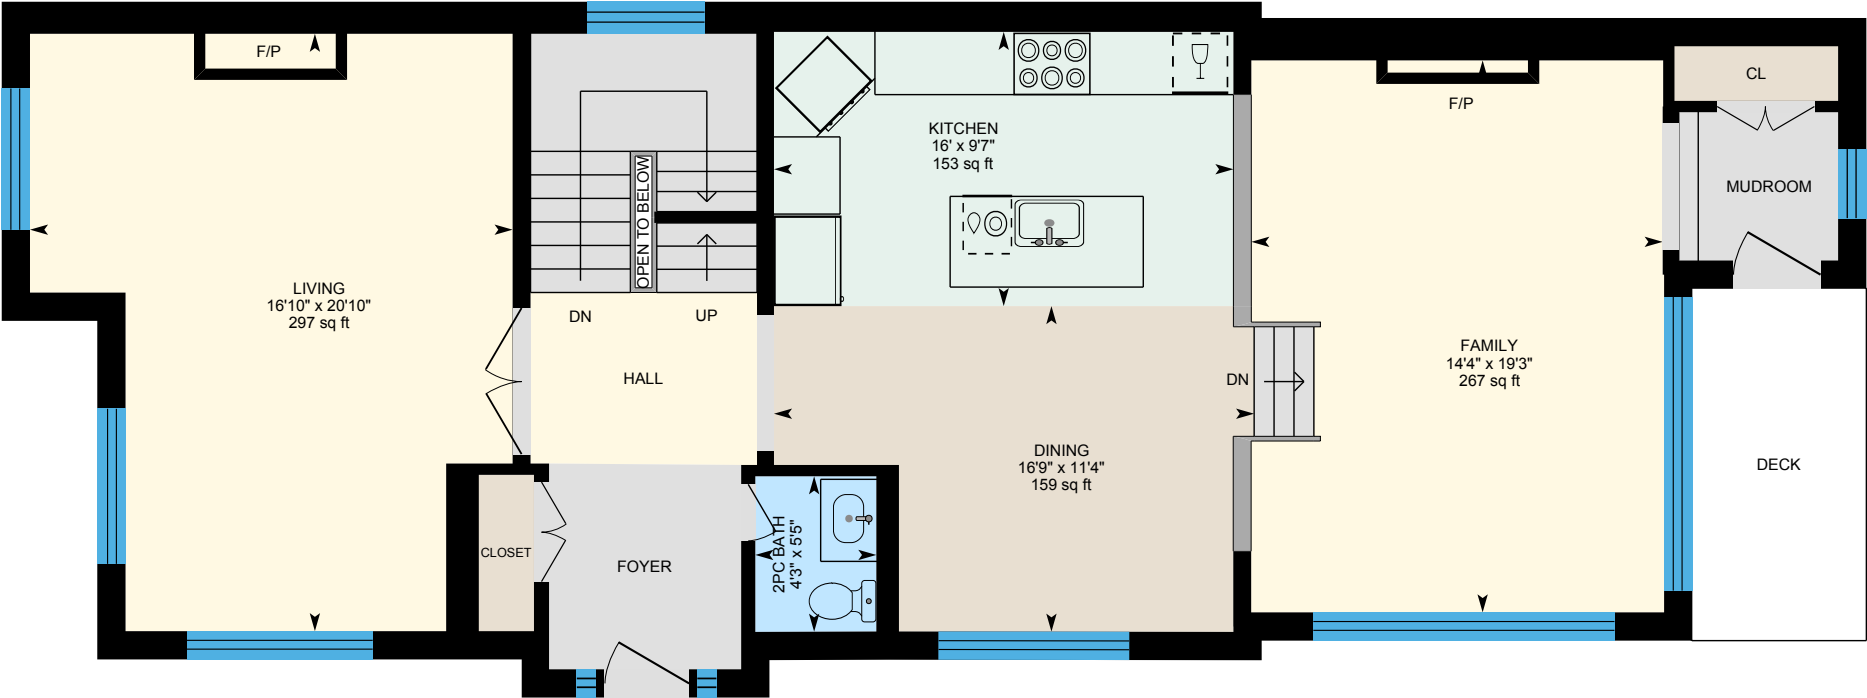 F/P
LIVING
16'10" x 20'10"
297 sq ft
OPEN TO BELOW
DN
UP
HALL
CLOSET
FOYER
2PC BATH
4'3" x 5'5"
KITCHEN
16' x 9'7"
153 sq ft
DINING
16'9" x 11'4"
159 sq ft
DN
F/P
FAMILY
14'4" x 19'3"
267 sq ft
CL
MUDROOM
DECK